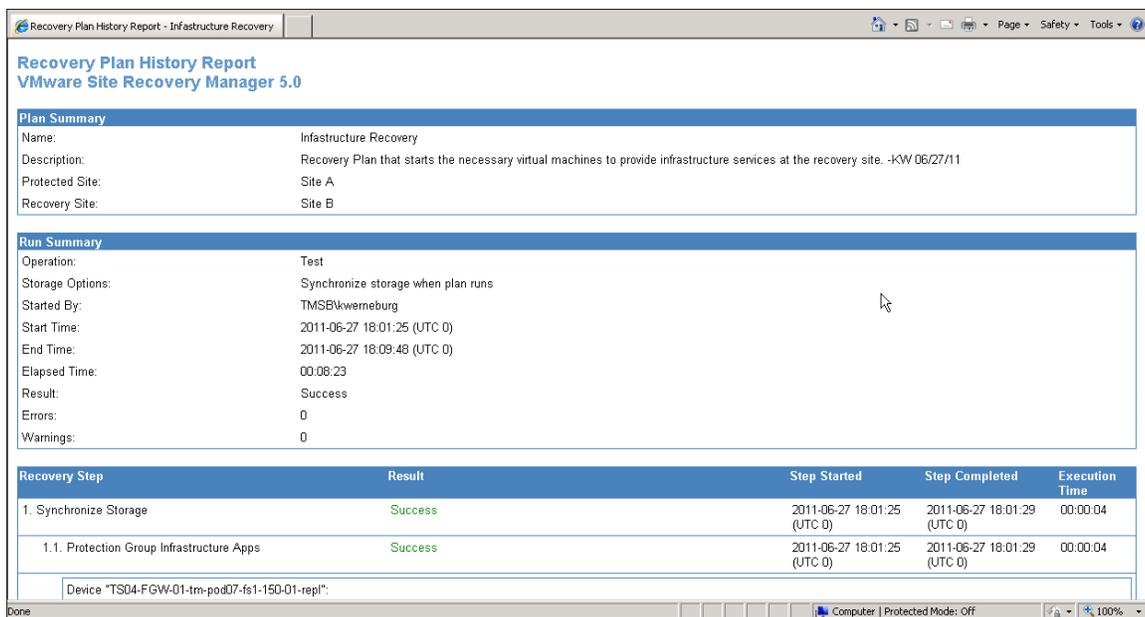 Recovery Plan History Report - Infastructure Recovery
Page Safety Tools
Recovery Plan History Report
VMware Site Recovery Manager 5.0
Plan Summary
Name: Infastructure Recovery
Description: Recovery Plan that starts the necessary virtual machines to provide infrastructure services at the recovery site. -KW 06/27/11
Protected Site: Site A
Recovery Site: Site B
Run Summary
Operation: Test
Storage Options: Synchronize storage when plan runs
Started By: TMSB\kwerneburg
Start Time: 2011-06-27 18:01:25 (UTC 0)
End Time: 2011-06-27 18:09:48 (UTC 0)
Elapsed Time: 00:08:23
Result: Success
Errors: 0
Warnings: 0
Recovery Step Result Step Started Step Completed Execution
Time
1. Synchronize Storage Success 2011-06-27 18:01:25 2011-06-27 18:01:29 00:00:04
(UTC 0) (UTC 0)
1.1. Protection Group Infrastructure Apps Success 2011-06-27 18:01:25 2011-06-27 18:01:29 00:00:04
(UTC 0) (UTC 0)
Device "TS04-FGW-01-tm-pod07-fs1-150-01-repl":
Done Computer | Protected Mode: Off 100%